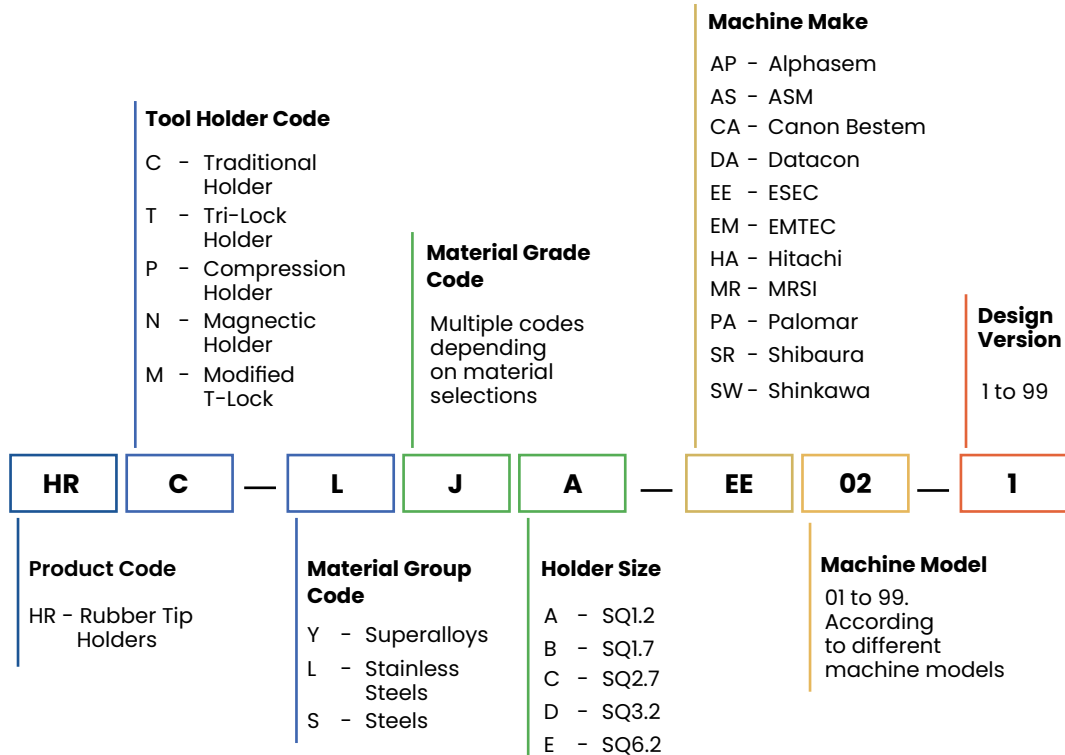 Machine Make
AP - Alphasem
AS - ASM
CA - Canon Bestem
DA - Datacon
EE - ESEC
EM - EMTEC
HA - Hitachi
MR - MRSI
PA - Palomar
SR - Shibaura
SW - Shinkawa
Tool Holder Code
C - Traditional
Holder
T - Tri-Lock
Holder
P - Compression
Holder
N - Magnectic
Holder
M - Modified
T-Lock
Material Grade
Code
Multiple codes
depending
on material
selections
Design
Version
1 to 99
HR C — L J A — EE 02 — 1
Product Code
HR - Rubber Tip
Holders
Material Group
Code
Y - Superalloys
L - Stainless
Steels
S - Steels
Holder Size
A - SQ1.2
B - SQ1.7
C - SQ2.7
D - SQ3.2
E - SQ6.2
Machine Model
01 to 99.
According
to different
machine models